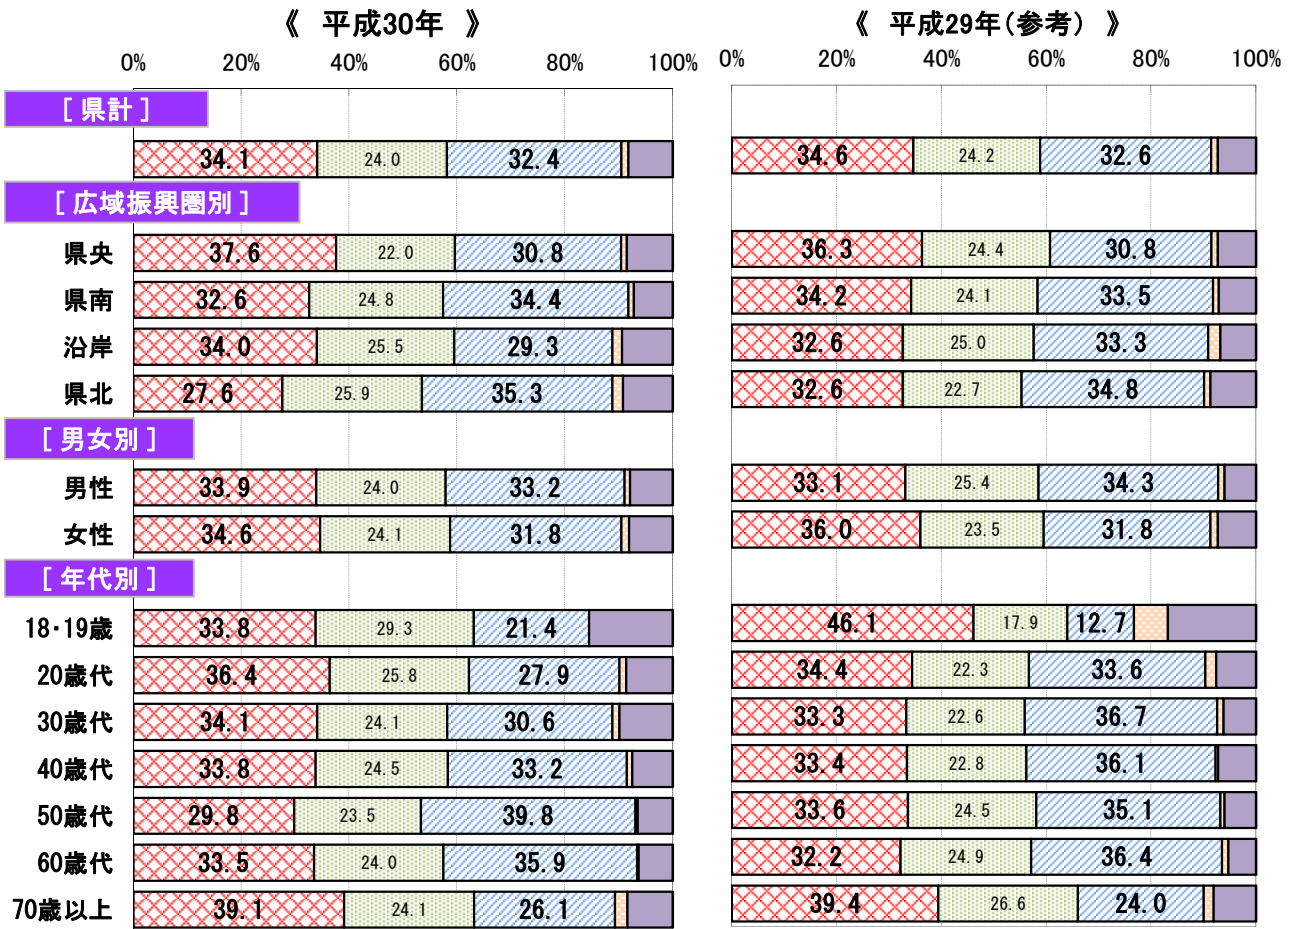 《 平成30年 》 《 平成29年(参考) 》
0% 20% 40% 60% 80% 100% 0% 20% 40% 60% 80% 100%
[ 県計 ]
34.1 24.0 32.4 34.6 24.2 32.6
[ 広域振興圏別 ]
県央 37.6 22.0 30.8 36.3 24.4 30.8
県南 32.6 24.8 34.4 34.2 24.1 33.5
沿岸 34.0 25.5 29.3 32.6 25.0 33.3
県北 27.6 25.9 35.3 32.6 22.7 34.8
[ 男女別 ]
男性 33.9 24.0 33.2 33.1 25.4 34.3
女性 34.6 24.1 31.8 36.0 23.5 31.8
[ 年代別 ]
18・19歳 33.8 29.3 21.4 46.1 17.9 12.7
20歳代 36.4 25.8 27.9 34.4 22.3 33.6
30歳代 34.1 24.1 30.6 33.3 22.6 36.7
40歳代 33.8 24.5 33.2 33.4 22.8 36.1
50歳代 29.8 23.5 39.8 33.6 24.5 35.1
60歳代 33.5 24.0 35.9 32.2 24.9 36.4
70歳以上 39.1 24.1 26.1 39.4 26.6 24.0